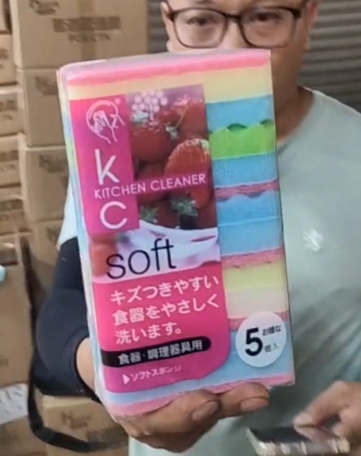 K
KITCHEN CLEANER
C
soft
キズつきやすい
食器をやさしく
洗います。
食器・調理器具用
ソフトスポンジ
お得な
5個入